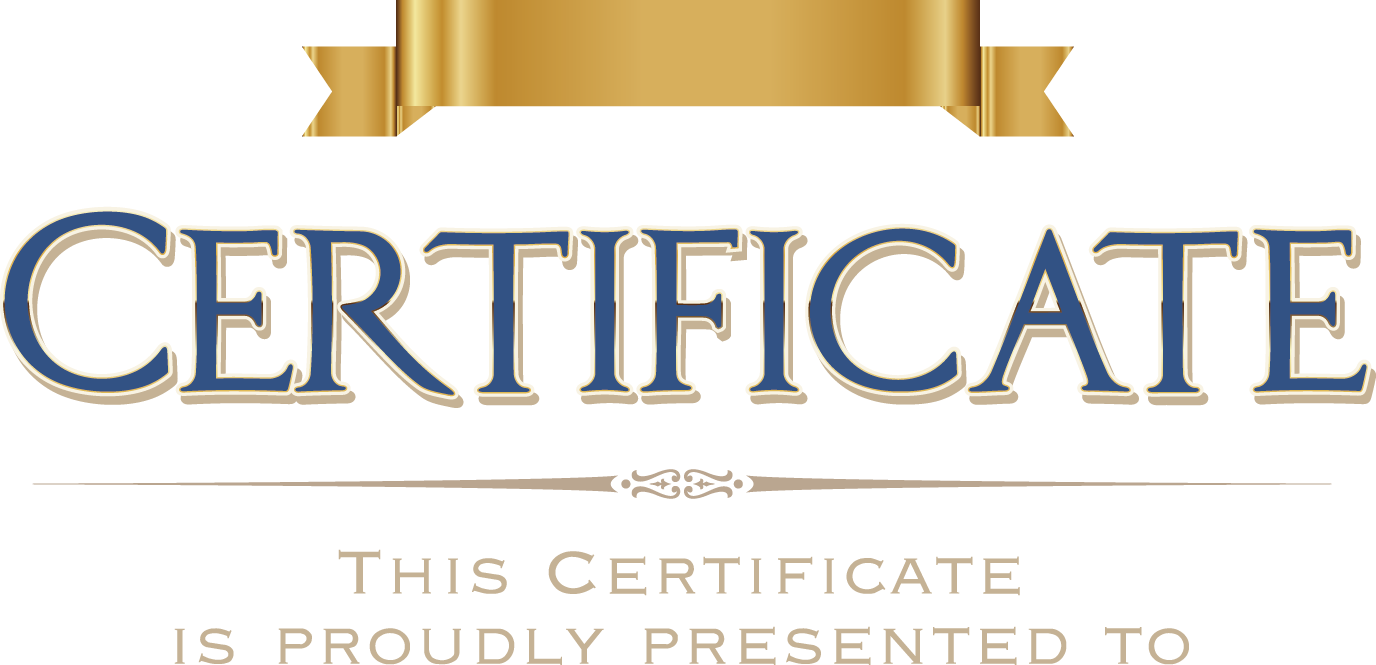 CERTIFICATE
THIS CERTIFICATE
IS PROUDLY PRESENTED TO